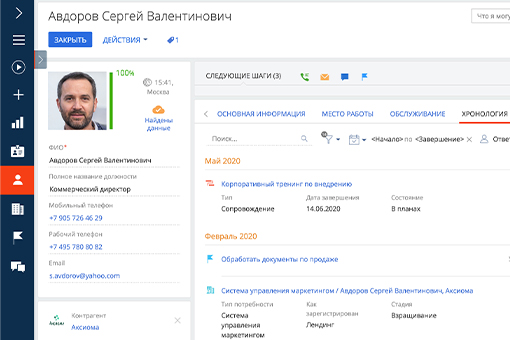 Авдоров Сергей Валентинович
Что я могу
ЗАКРЫТЬ
ДЕЙСТВИЯ
1
100%
15:41,
Москва
Найдены
данные
ФИО*
Авдоров Сергей Валентинович
Полное название должности
Коммерческий директор
Мобильный телефон
+7 905 726 46 29
Рабочий телефон
+7 495 780 80 82
Email
s.avdorov@yahoo.com
Контрагент
Аксиома
СЛЕДУЮЩИЕ ШАГИ (3)
ОСНОВНАЯ ИНФОРМАЦИЯ МЕСТО РАБОТЫ ОБСЛУЖИВАНИЕ ХРОНОЛОГИЯ
Поиск... <Начало> по <Завершение> Отве
Май 2020
Корпоративный тренинг по внедрению
Тип Дата завершения Состояние
Сопровождение 14.06.2020 В планах
Февраль 2020
Обработать документы по продаже
Система управления маркетингом / Авдоров Сергей Валентинович, Аксиома
Тип потребности Как Стадия
зарегистрирован
Система Лендинг Взращивание
управления
маркетингом